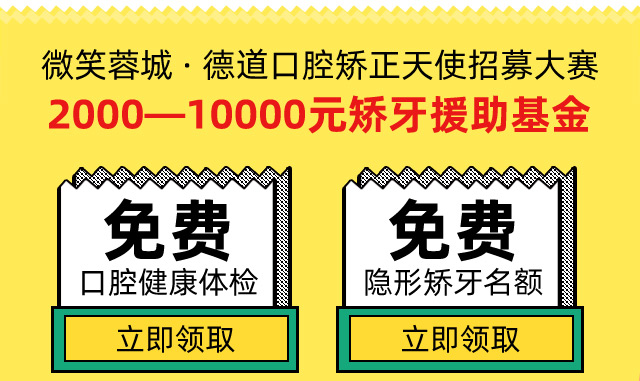 微笑蓉城·德道口腔矫正天使招募大赛
2000—10000元矫牙援助基金
免费
口腔健康体检
立即领取
免费
隐形矫牙名额
立即领取